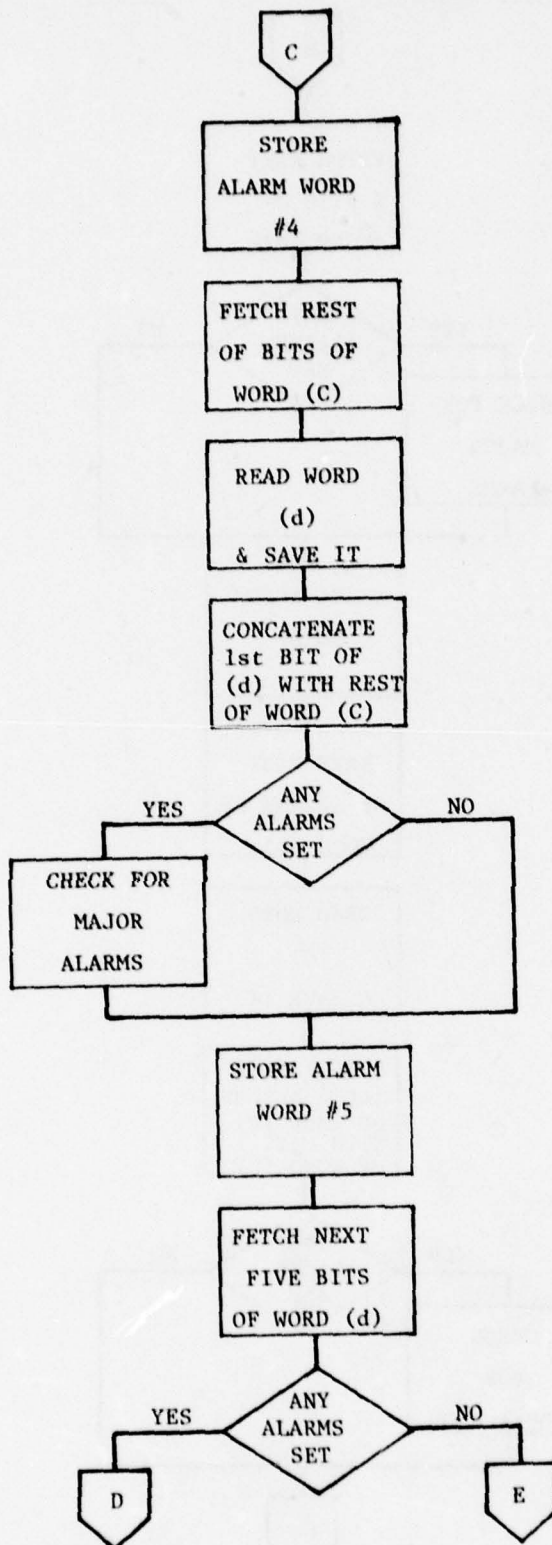 C
STORE
ALARM WORD
#4
FETCH REST
OF BITS OF
WORD (C)
READ WORD
(d)
& SAVE IT
CONCATENATE
1st BIT OF
(d) WITH REST
OF WORD (C)
ANY
ALARMS
SET
YES
NO
CHECK FOR
MAJOR
ALARMS
STORE ALARM
WORD #5
FETCH NEXT
FIVE BITS
OF WORD (d)
ANY
ALARMS
SET
YES
NO
D
E